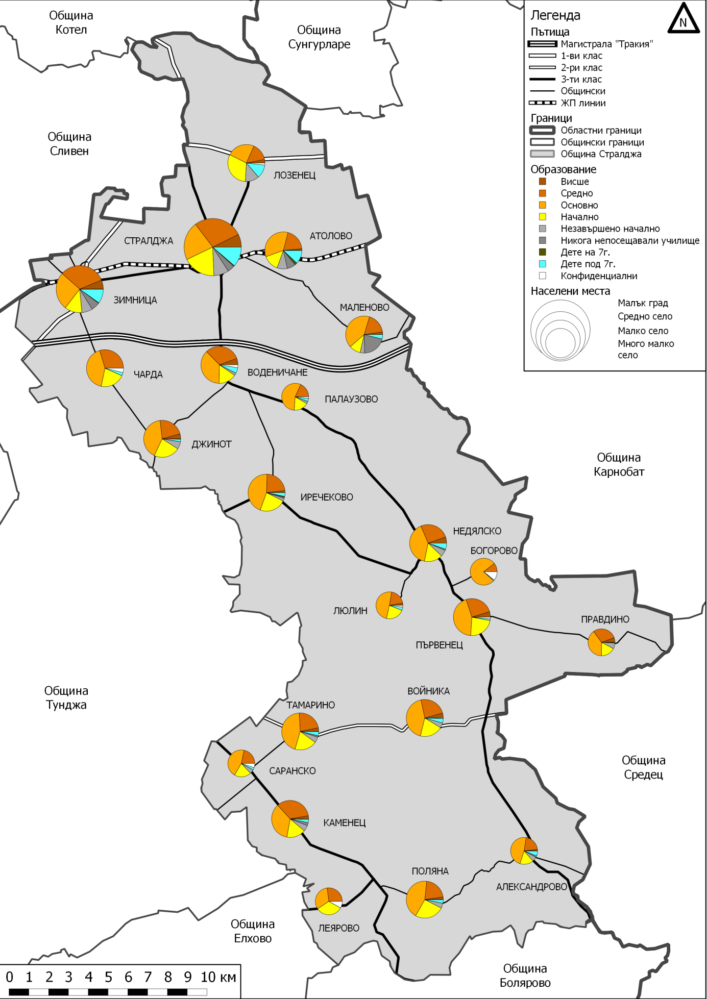 Община
Котел
Община
Сунгурларе
Община
Сливен
ЛОЗЕНЕЦ
СТРАЛДЖА
АТОЛОВО
ЗИМНИЦА
МАЛЕНОВО
ЧАРДА
ВОДЕНИЧАНЕ
ПАЛАУЗОВО
ДЖИНОТ
Община
Карнобат
ИРЕЧЕКОВО
НЕДЯЛСКО
БОГОРОВО
ЛЮЛИН
ПРАВДИНО
ПЪРВЕНЕЦ
Община
Тунджа
ВОЙНИКА
ТАМАРИНО
Община
Средец
САРАНСКО
КАМЕНЕЦ
ПОЛЯНА
АЛЕКСАНДРОВО
Община
Елхово
ЛЕЯРОВО
Община
Болярово
0 1 2 3 4 5 6 7 8 9 10 км
Легенда
N
Пътища
Магистрала "Тракия"
1-ви клас
2-ри клас
3-ти клас
Общински
ЖП линии
Граници
Областни граници
Общински граници
Община Стралджа
Образование
Висше
Средно
Основно
Начално
Незавършено начално
Никога непосещавали училище
Дете на 7г.
Дете под 7г.
Конфиденциални
Населени места
Малък град
Средно село
Малко село
Много малко
село